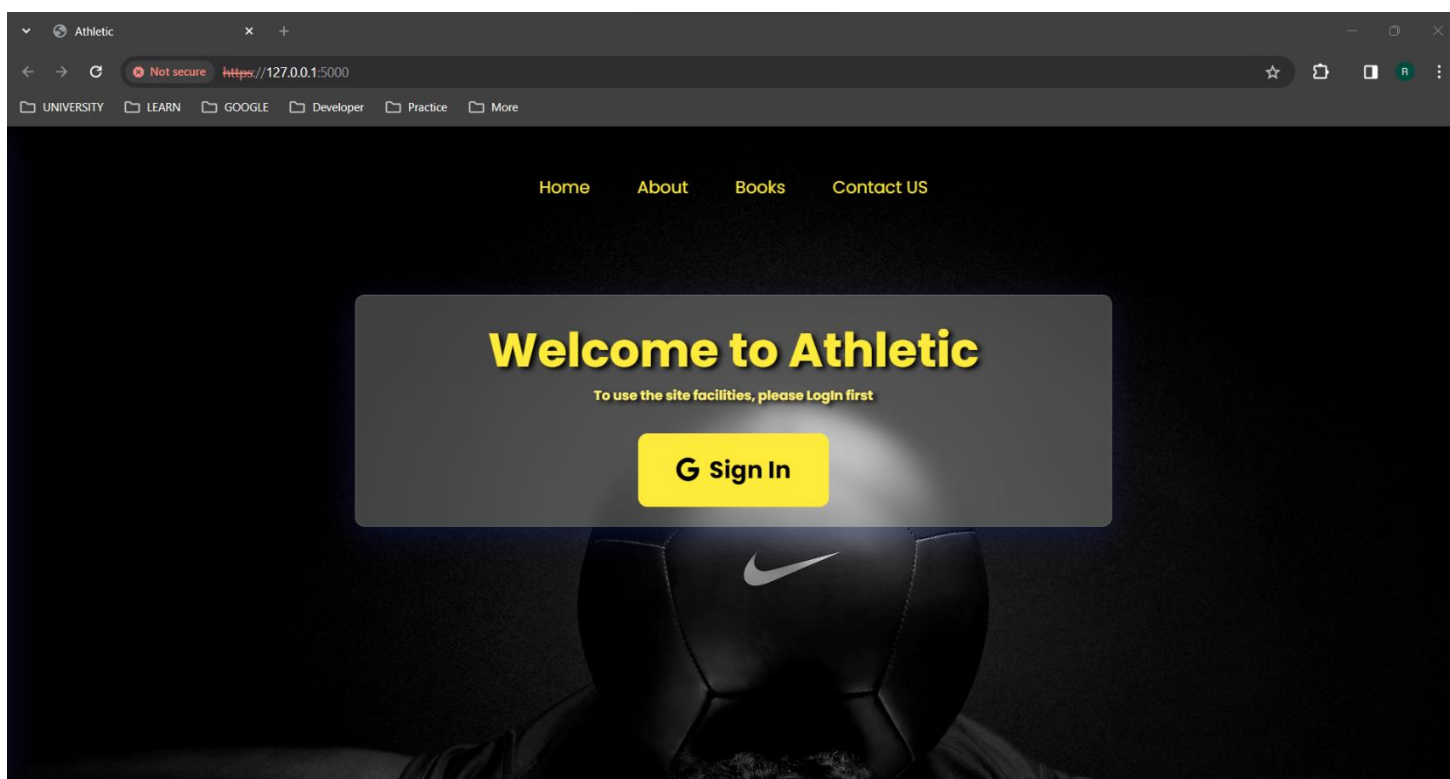 Athletic
Not secure https://127.0.0.1:5000
R
UNIVERSITY LEARN GOOGLE Developer Practice More
Home About Books Contact US
Welcome to Athletic
To use the site facilities, please LogIn first
G Sign In